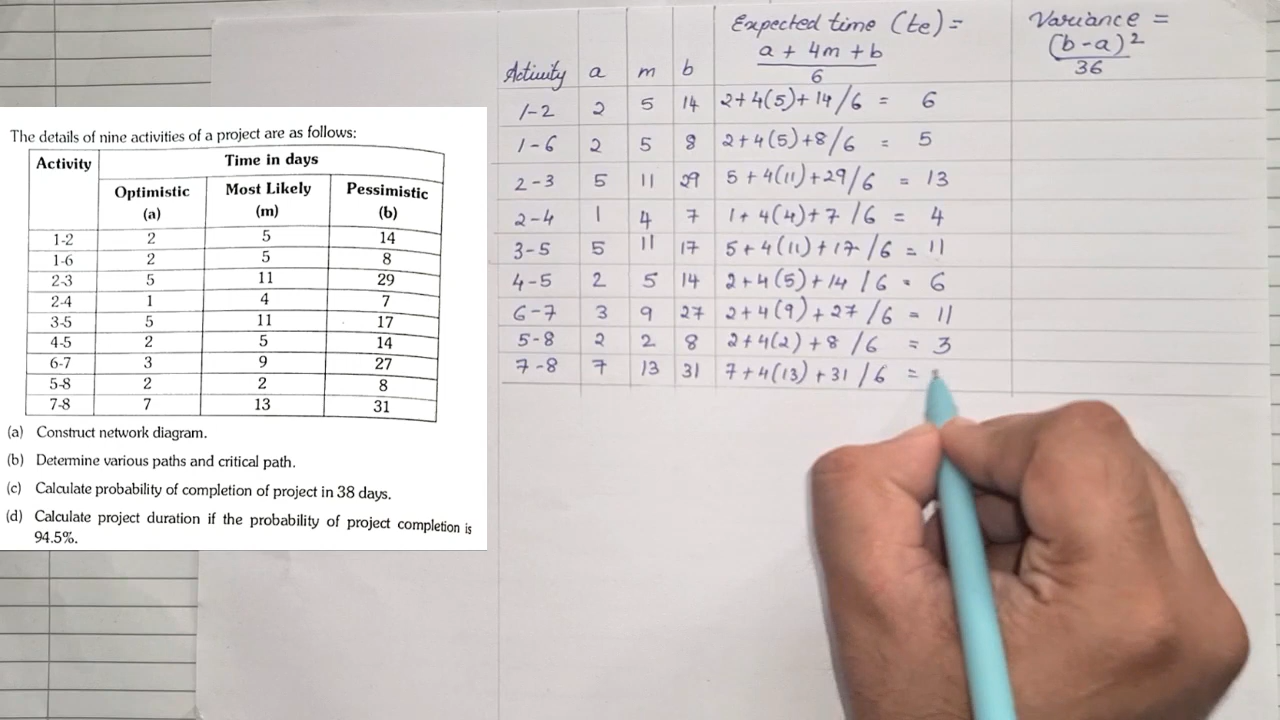 The details of nine activities of a project are as follows:
Activity Time in days
Optimistic (a) Most Likely (m) Pessimistic (b)
1-2 2 5 14
1-6 2 5 8
2-3 5 11 29
2-4 1 4 7
3-5 5 11 17
4-5 2 5 14
6-7 3 9 27
5-8 2 2 8
7-8 7 13 31
(a) Construct network diagram.
(b) Determine various paths and critical path.
(c) Calculate probability of completion of project in 38 days.
(d) Calculate project duration if the probability of project completion is
94.5%.
Activity a m b Expected time (te) = a + 4m + b / 6 Variance = (b-a)² / 36
1-2 2 5 14 2+4(5)+14/6 = 6
1-6 2 5 8 2+4(5)+8/6 = 5
2-3 5 11 29 5+4(11)+29/6 = 13
2-4 1 4 7 1+4(4)+7/6 = 4
3-5 5 11 17 5+4(11)+17/6 = 11
4-5 2 5 14 2+4(5)+14/6 = 6
6-7 3 9 27 2+4(9)+27/6 = 11
5-8 2 2 8 2+4(2)+8/6 = 3
7-8 7 13 31 7+4(13)+31/6 =